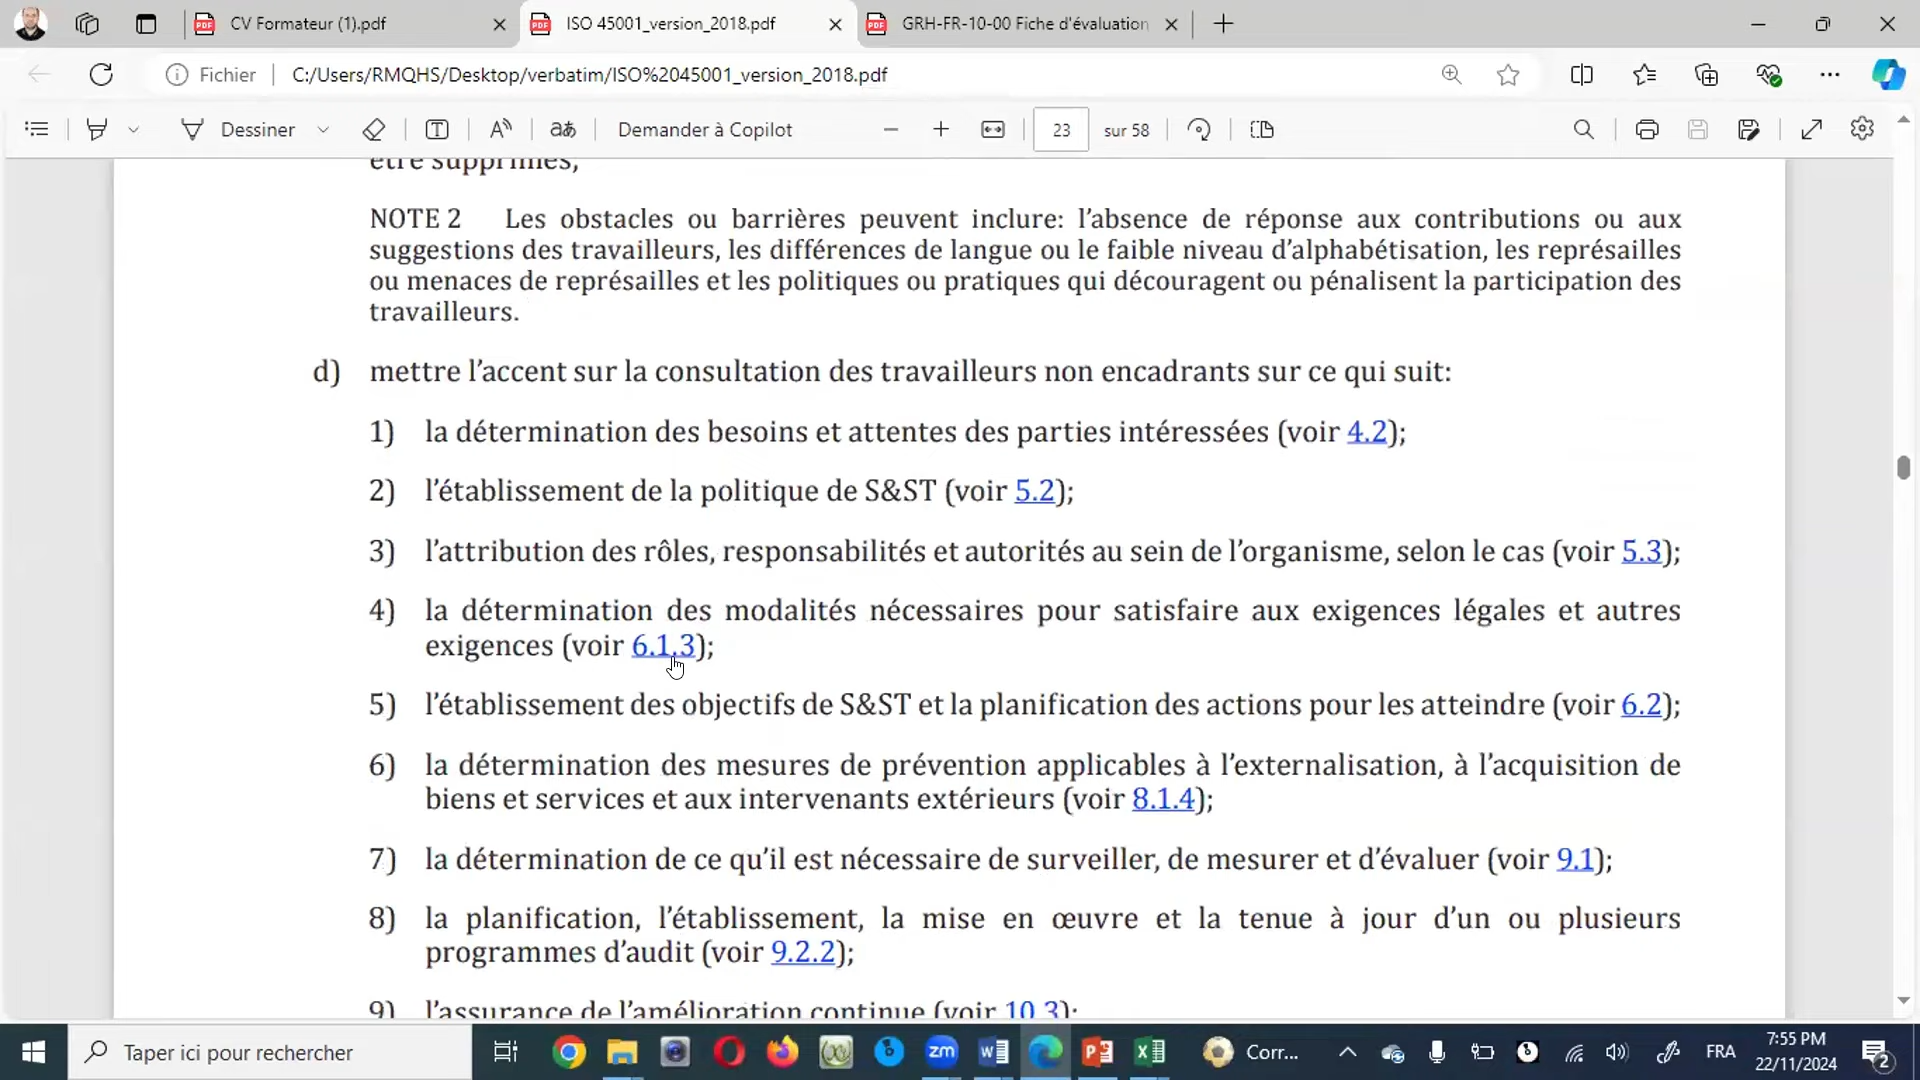 CV Formateur (1).pdf
ISO 45001_version_2018.pdf
GRH-FR-10-00 Fiche d'évaluation
Fichier
C:/Users/RMQHS/Desktop/verbatim/ISO%2045001_version_2018.pdf
Dessiner
Demander à Copilot
23
sur 58
être supprimés;
NOTE 2 Les obstacles ou barrières peuvent inclure: l’absence de réponse aux contributions ou aux
suggestions des travailleurs, les différences de langue ou le faible niveau d’alphabétisation, les représailles
ou menaces de représailles et les politiques ou pratiques qui découragent ou pénalisent la participation des
travailleurs.
d) mettre l’accent sur la consultation des travailleurs non encadrants sur ce qui suit:
1) la détermination des besoins et attentes des parties intéressées (voir 4.2);
2) l’établissement de la politique de S&ST (voir 5.2);
3) l’attribution des rôles, responsabilités et autorités au sein de l’organisme, selon le cas (voir 5.3);
4) la détermination des modalités nécessaires pour satisfaire aux exigences légales et autres
exigences (voir 6.1.3);
5) l’établissement des objectifs de S&ST et la planification des actions pour les atteindre (voir 6.2);
6) la détermination des mesures de prévention applicables à l’externalisation, à l’acquisition de
biens et services et aux intervenants extérieurs (voir 8.1.4);
7) la détermination de ce qu’il est nécessaire de surveiller, de mesurer et d’évaluer (voir 9.1);
8) la planification, l’établissement, la mise en œuvre et la tenue à jour d’un ou plusieurs
programmes d’audit (voir 9.2.2);
9) l’assurance de l’amélioration continue (voir 10.3);
Taper ici pour rechercher
zm
Corr...
FRA
7:55 PM
22/11/2024
2